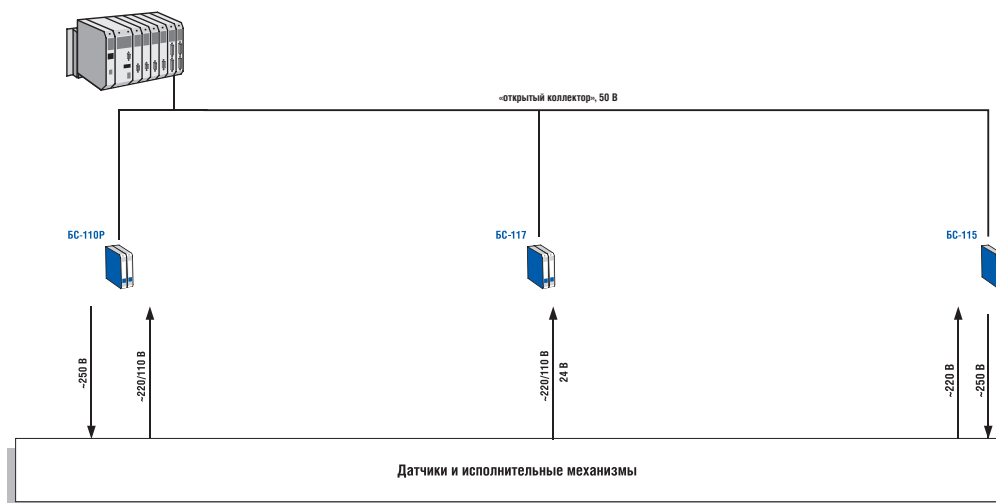 «открытый коллектор», 50 В
БС-110Р
БС-117
БС-115
~250 В
~220/110 В
~220/110 В
24 В
~220 В
~250 В
Датчики и исполнительные механизмы